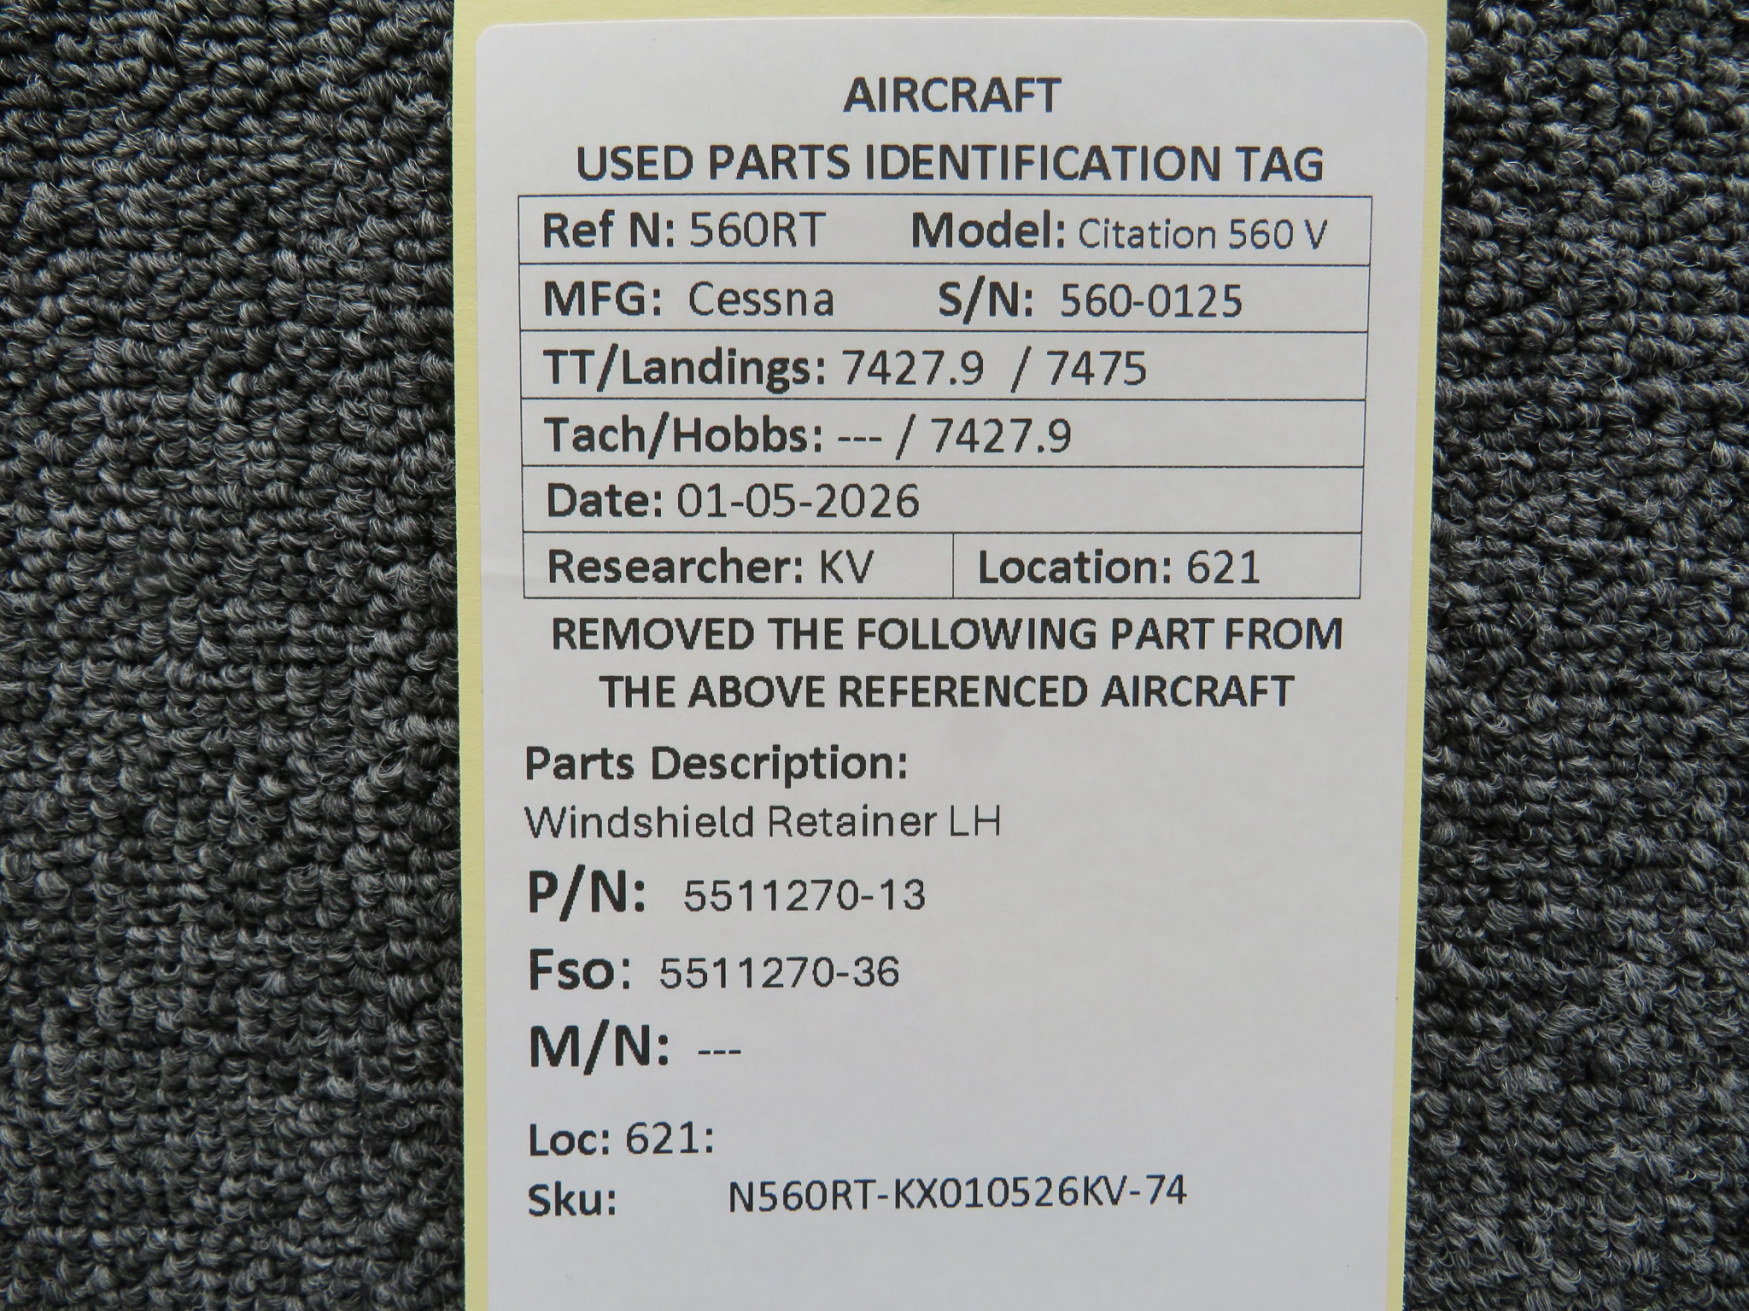 AIRCRAFT
USED PARTS IDENTIFICATION TAG
Ref N: 560RT Model: Citation 560 V
MFG: Cessna S/N: 560-0125
TT/Landings: 7427.9 / 7475
Tach/Hobbs: --- / 7427.9
Date: 01-05-2026
Researcher: KV Location: 621
REMOVED THE FOLLOWING PART FROM
THE ABOVE REFERENCED AIRCRAFT
Parts Description:
Windshield Retainer LH
P/N: 5511270-13
Fso: 5511270-36
M/N: ---
Loc: 621:
Sku: N560RT-KX010526KV-74